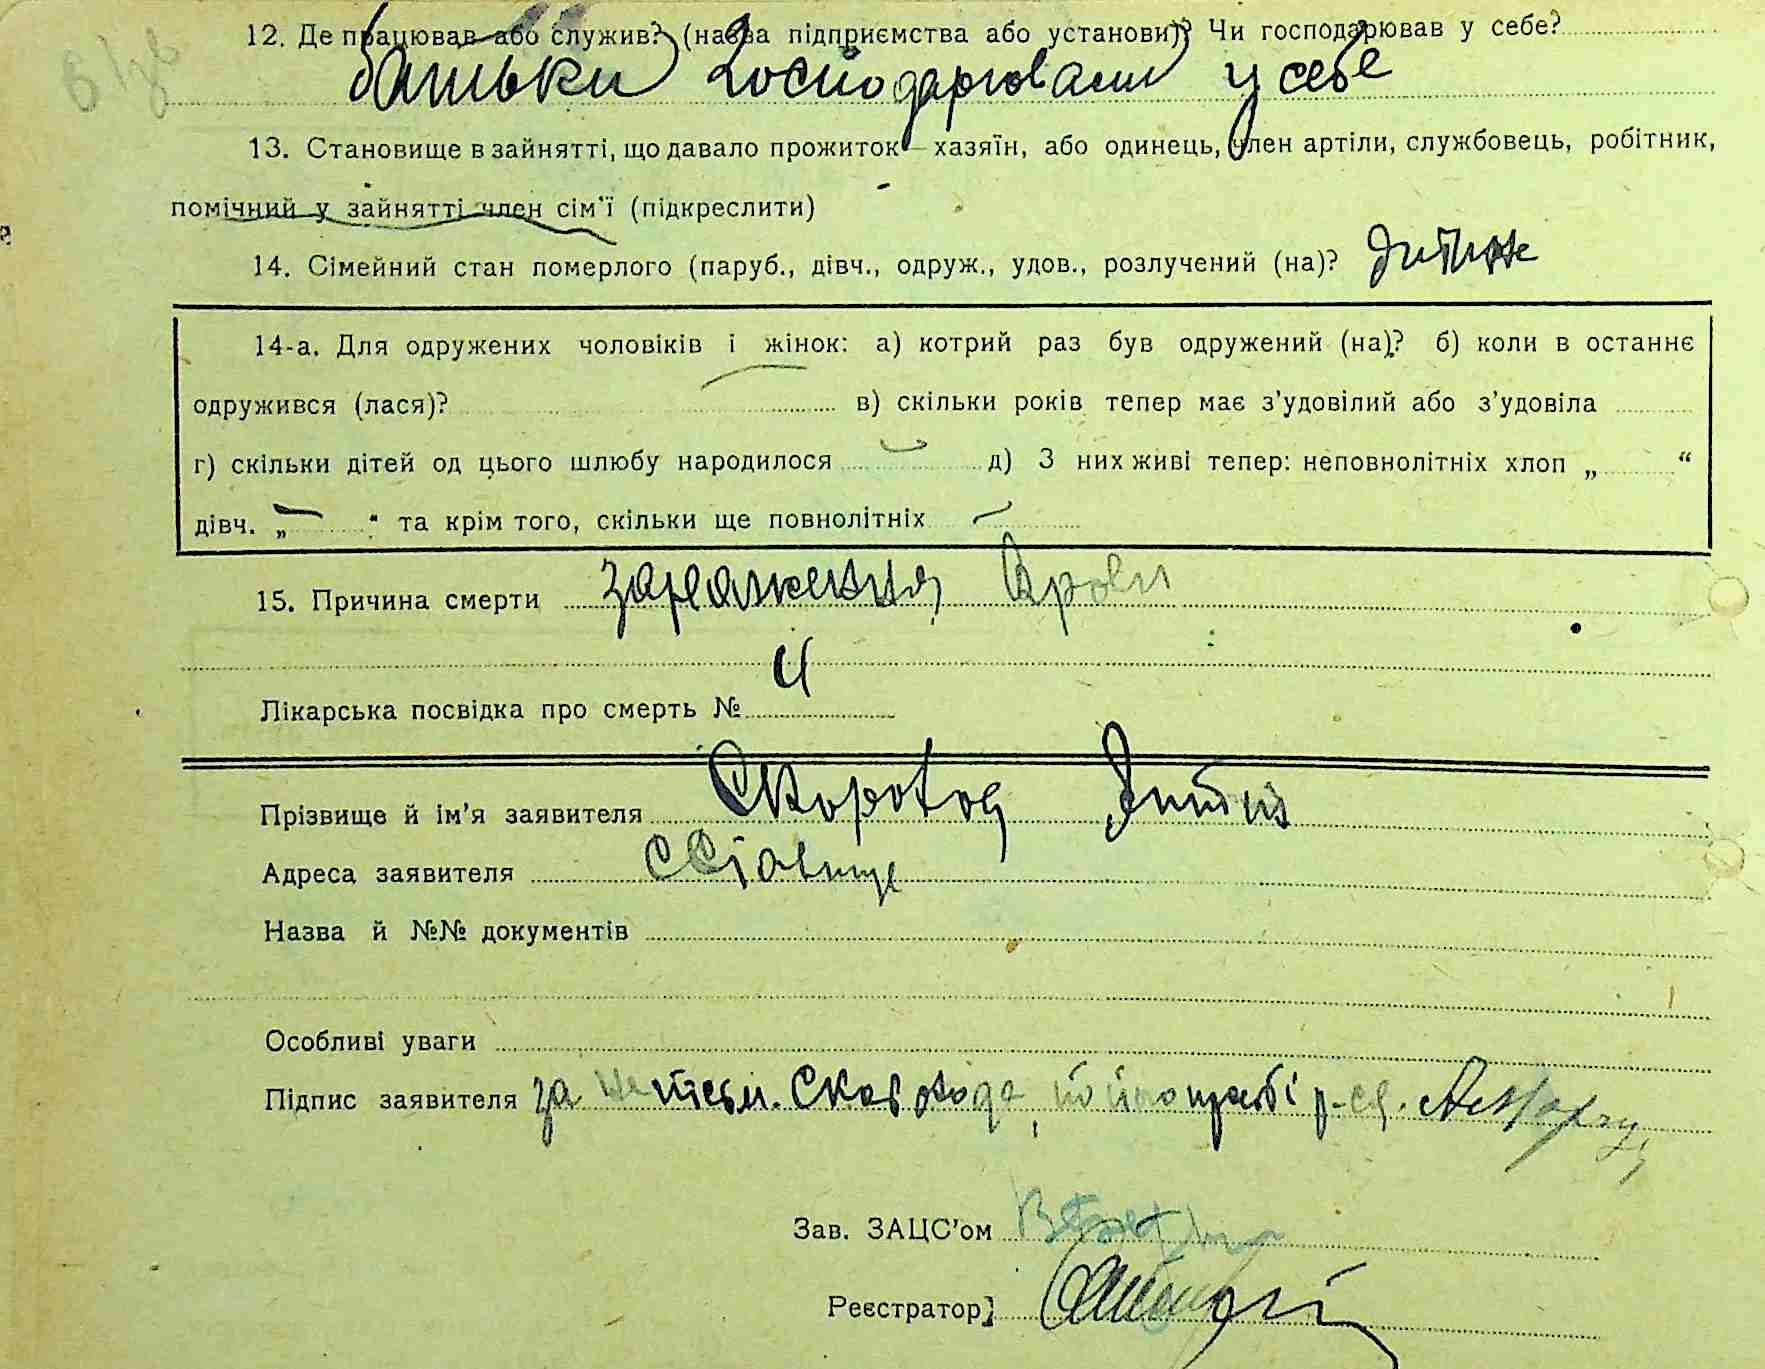 12. Де працював або служив? (назва підприємства або установи)? Чи господарював у себе?
батьки господарювали у себе
13. Становище в зайнятті, що давало прожиток — хазяїн, або одинець, член артіли, службовець, робітник,
помічний у зайнятті член сім'ї (підкреслити)
14. Сімейний стан померлого (паруб., дівч., одруж., удов., розлучений (на)?
14-а. Для одружених чоловіків і жінок: а) котрий раз був одружений (на)? б) коли в останнє
одружився (лася)? в) скільки років тепер має з'удовілий або з'удовіла
г) скільки дітей од цього шлюбу народилося д) З них живі тепер: неповнолітніх хлоп „ “
дівч. „ “ та крім того, скільки ще повнолітніх
15. Причина смерти зараження крови
Лікарська посвідка про смерть №
Прізвище й ім'я заявителя Скоровод
Адреса заявителя
Назва й №№ документів
Особливі уваги
Підпис заявителя за
Зав. ЗАЦС'ом
Реєстратор